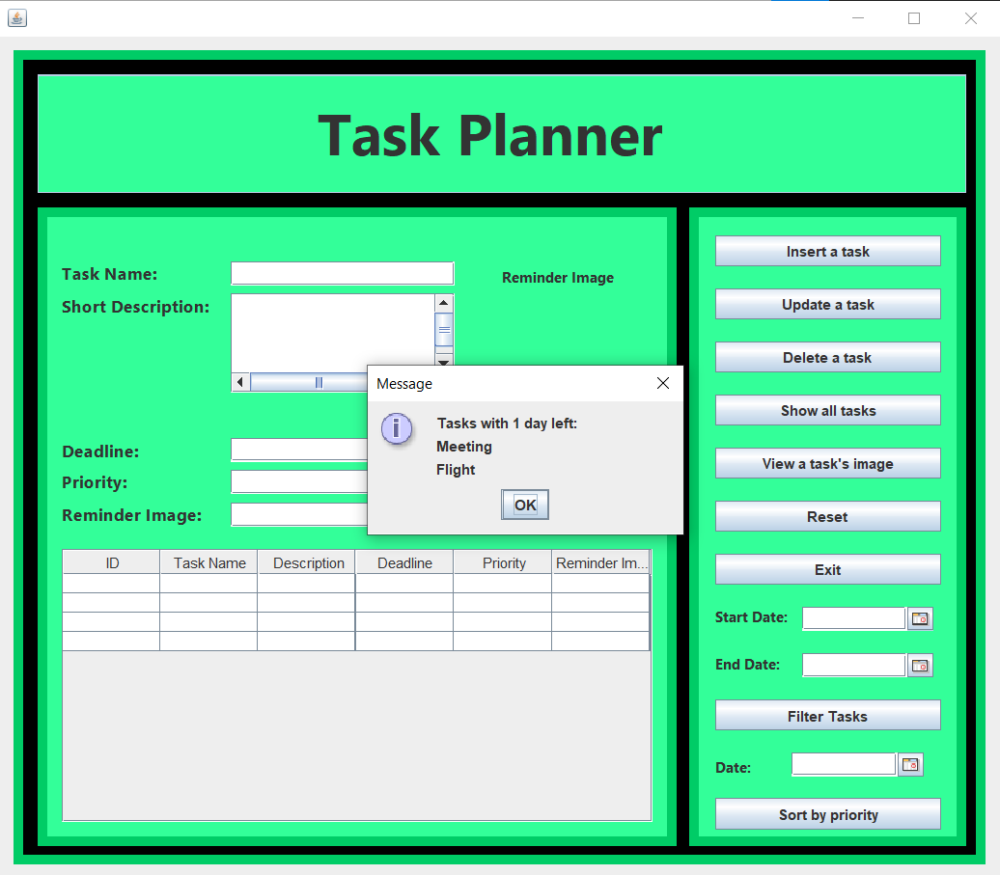 Task Planner
Task Name:
Reminder Image
Short Description:
Deadline:
Priority:
Reminder Image:
Message
Tasks with 1 day left:
Meeting
Flight
OK
ID Task Name Description Deadline Priority Reminder Im...
Insert a task
Update a task
Delete a task
Show all tasks
View a task's image
Reset
Exit
Start Date:
End Date:
Filter Tasks
Date:
Sort by priority